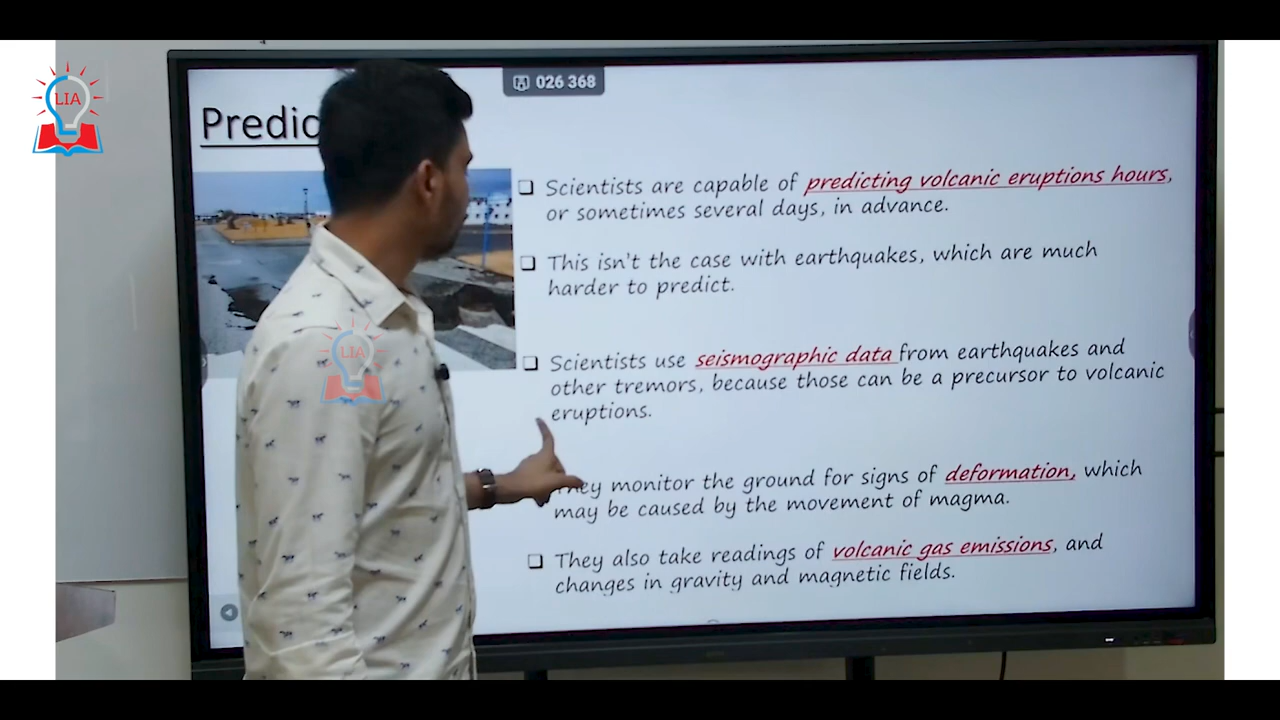 LIA
026 368
Predic
Scientists are capable of predicting volcanic eruptions hours,
or sometimes several days, in advance.
This isn't the case with earthquakes, which are much
harder to predict.
LIA
Scientists use seismographic data from earthquakes and
other tremors, because those can be a precursor to volcanic
eruptions.
They monitor the ground for signs of deformation, which
may be caused by the movement of magma.
They also take readings of volcanic gas emissions, and
changes in gravity and magnetic fields.